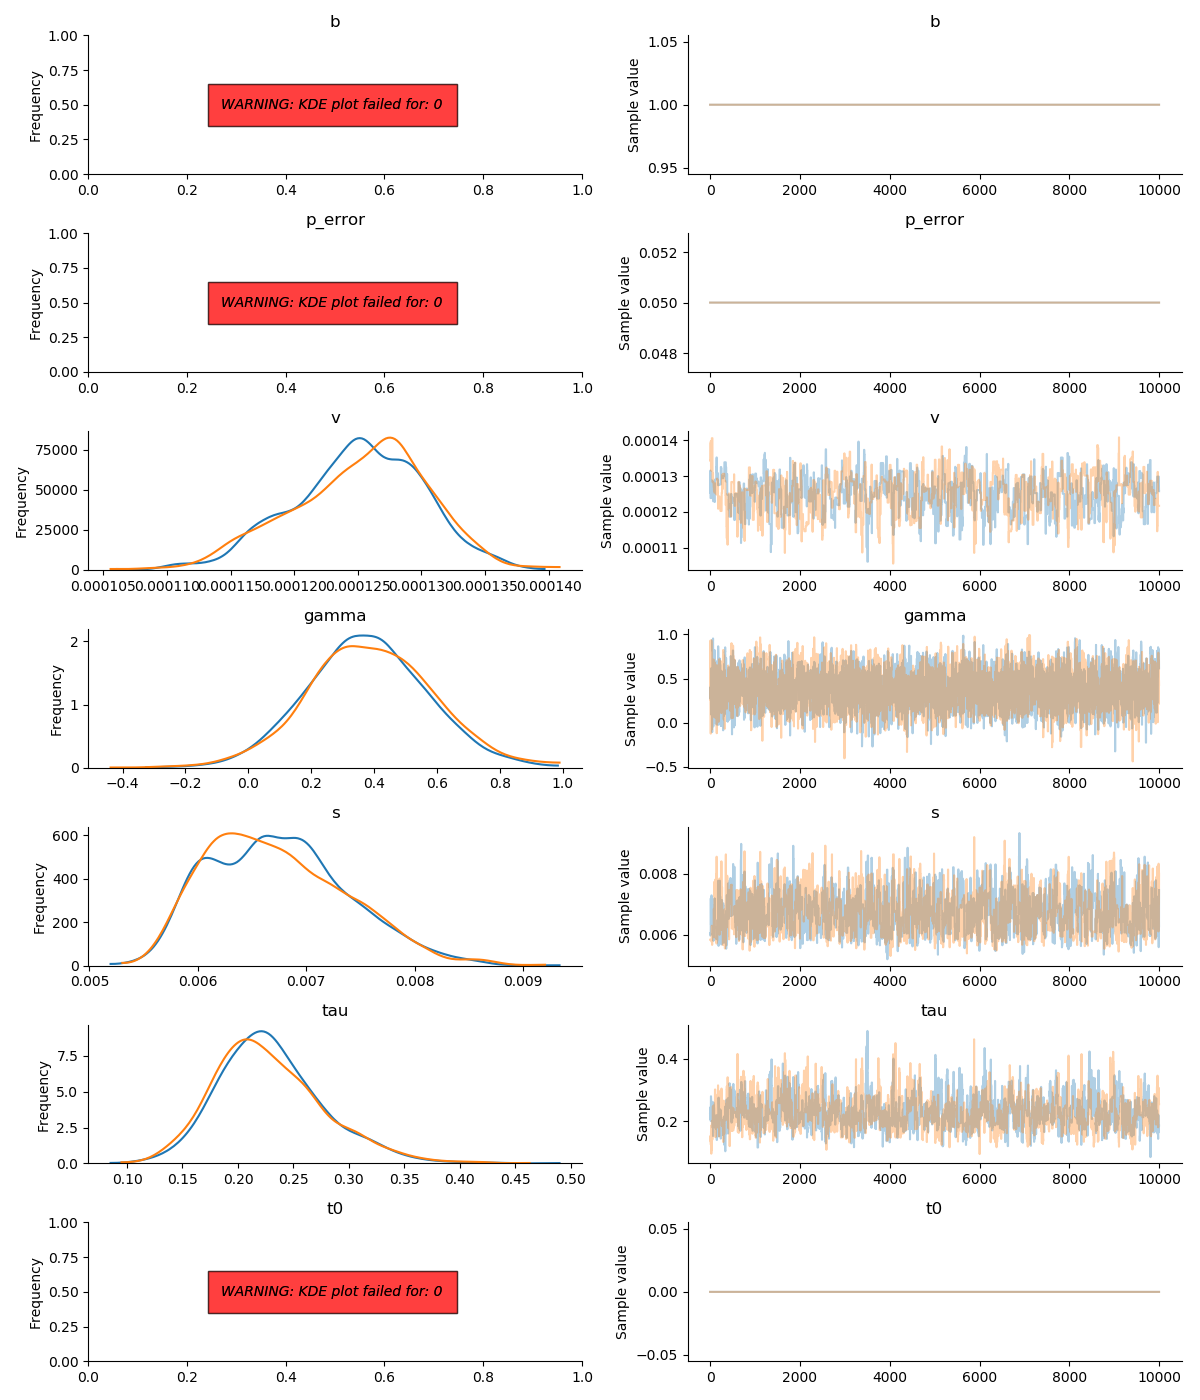 b
1.00
0.75
0.50
0.25
0.00
Frequency
WARNING: KDE plot failed for: 0
0.0 0.2 0.4 0.6 0.8 1.0
b
1.05
1.00
0.95
Sample value
0 2000 4000 6000 8000 10000
p_error
1.00
0.75
0.50
0.25
0.00
Frequency
WARNING: KDE plot failed for: 0
0.0 0.2 0.4 0.6 0.8 1.0
p_error
0.052
0.050
0.048
Sample value
0 2000 4000 6000 8000 10000
v
75000
50000
25000
0
Frequency
0.000105 0.000110 0.000115 0.000120 0.000125 0.000130 0.000135 0.000140
v
0.00014
0.00013
0.00012
0.00011
Sample value
0 2000 4000 6000 8000 10000
gamma
2
1
0
Frequency
−0.4 −0.2 0.0 0.2 0.4 0.6 0.8 1.0
gamma
1.0
0.5
0.0
−0.5
Sample value
0 2000 4000 6000 8000 10000
s
600
400
200
0
Frequency
0.005 0.006 0.007 0.008 0.009
s
0.008
0.006
Sample value
0 2000 4000 6000 8000 10000
tau
7.5
5.0
2.5
0.0
Frequency
0.10 0.15 0.20 0.25 0.30 0.35 0.40 0.45 0.50
tau
0.4
0.2
Sample value
0 2000 4000 6000 8000 10000
t0
1.00
0.75
0.50
0.25
0.00
Frequency
WARNING: KDE plot failed for: 0
0.0 0.2 0.4 0.6 0.8 1.0
t0
0.05
0.00
−0.05
Sample value
0 2000 4000 6000 8000 10000